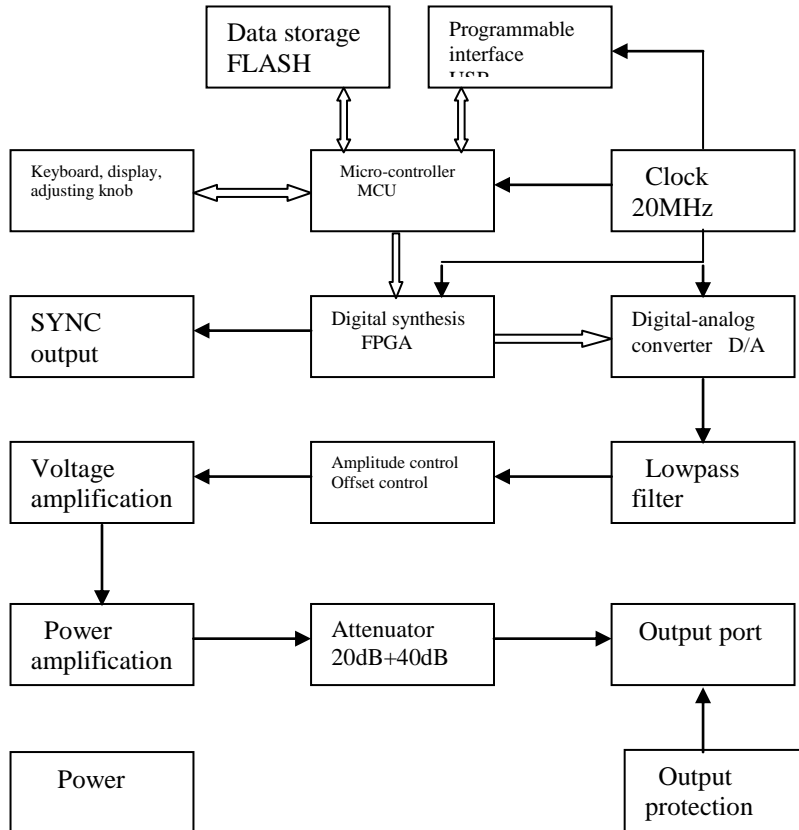 Data storage
FLASH
Programmable
interface
USB
Keyboard, display,
adjusting knob
Micro-controller
MCU
Clock
20MHz
SYNC
output
Digital synthesis
FPGA
Digital-analog
converter D/A
Voltage
amplification
Amplitude control
Offset control
Lowpass
filter
Power
amplification
Attenuator
20dB+40dB
Output port
Power
Output
protection